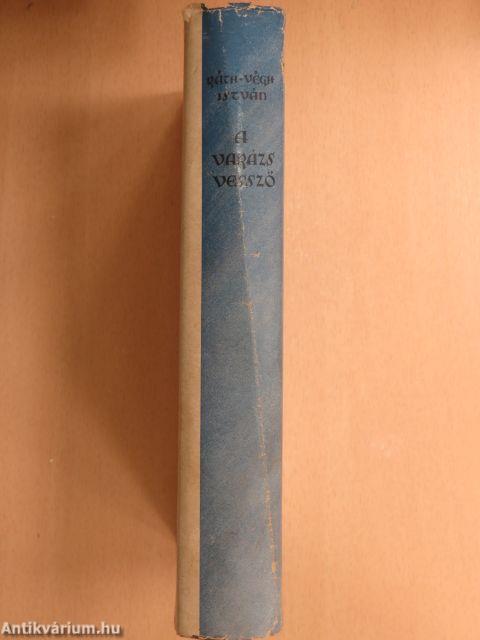 RÁTH-VÉGH
ISTVÁN
A
VARÁZS
VESSZŐ
Antikvárium.hu